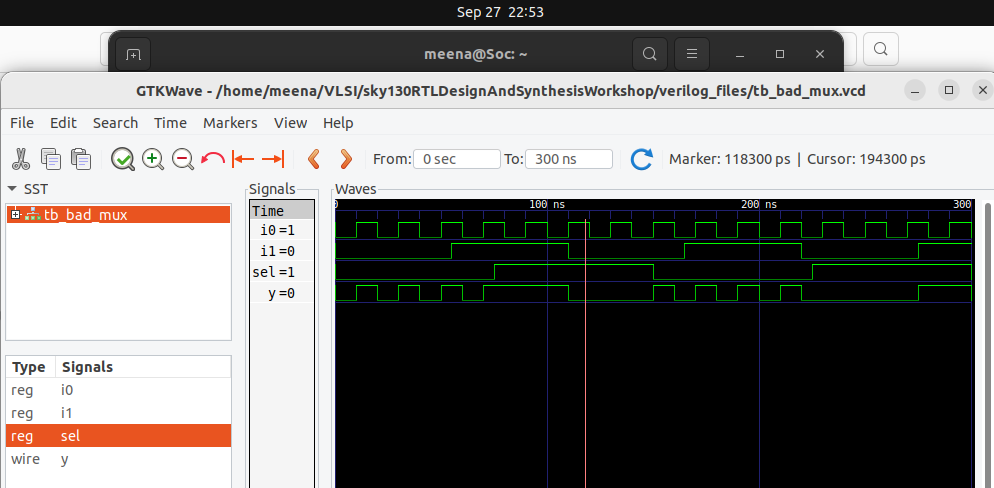 Sep 27 22:53
meena@Soc: ~
GTKWave - /home/meena/VLSI/sky130RTLDesignAndSynthesisWorkshop/verilog_files/tb_bad_mux.vcd
File Edit Search Time Markers View Help
From: 0 sec To: 300 ns Marker: 118300 ps | Cursor: 194300 ps
SST
tb_bad_mux
Type Signals
reg i0
reg i1
reg sel
wire y
Signals
Time
i0=1
i1=0
sel=1
y=0
Waves
0 100 ns 200 ns 300